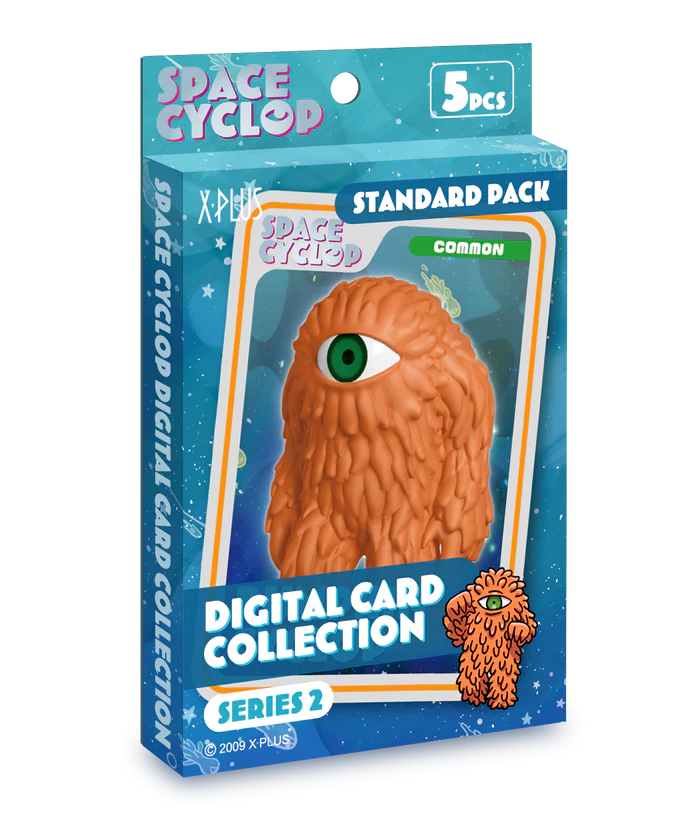 SPACE
CYCLOP
5PCS
X-PLUS
STANDARD PACK
SPACE
CYCLOP
COMMON
SPACE CYCLOP DIGITAL CARD COLLECTION
DIGITAL CARD
COLLECTION
SERIES 2
© 2009 X-PLUS